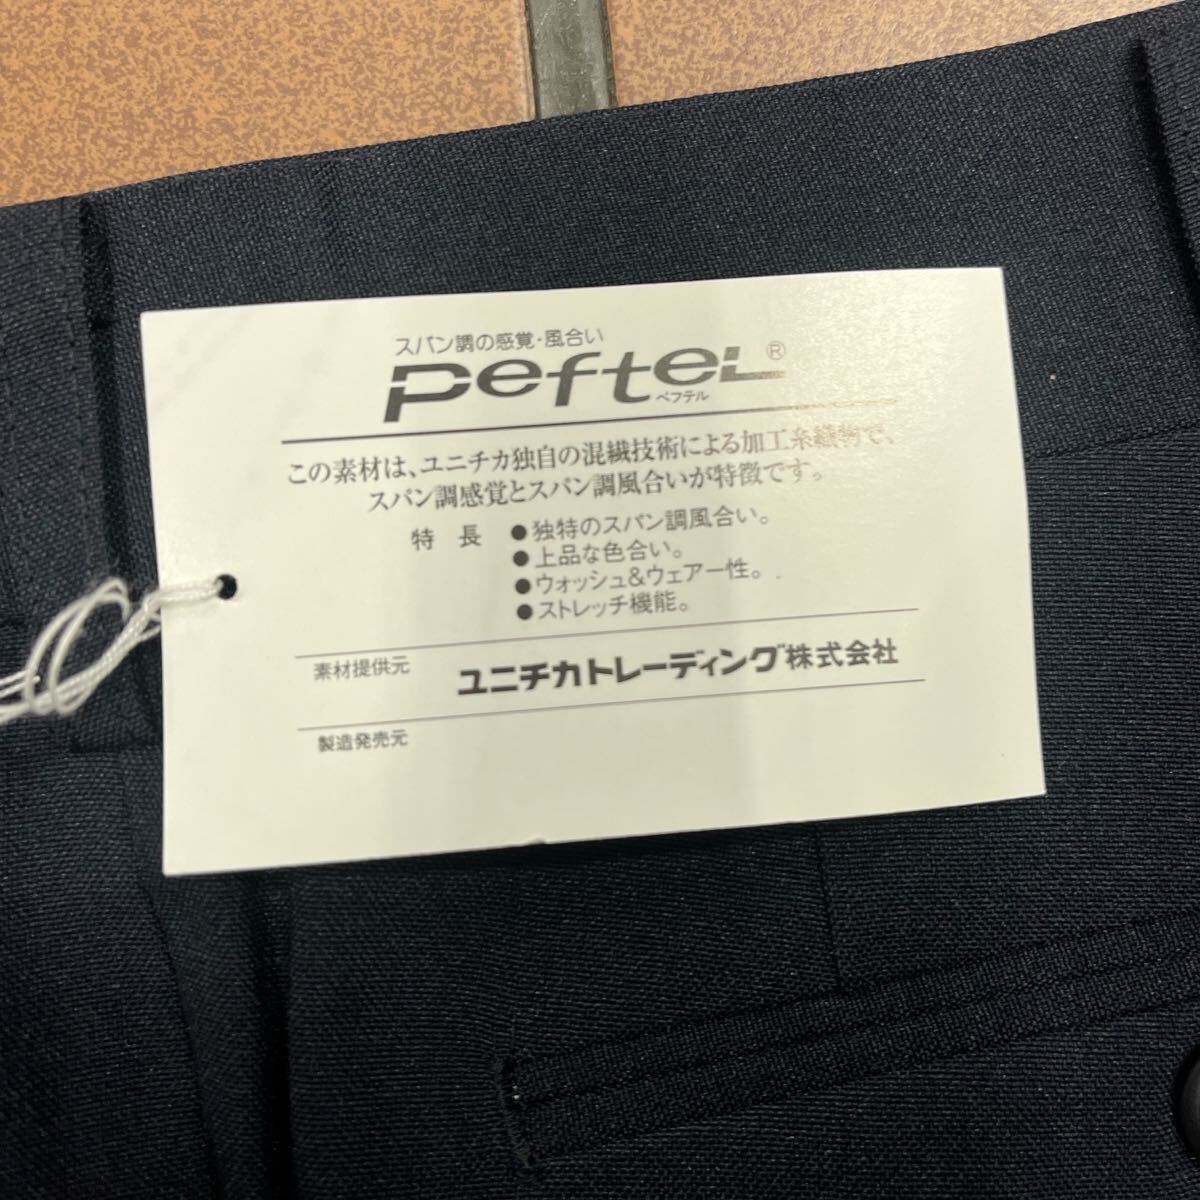 スパン調の感覚・風合い
Peftel®
ペフテル
この素材は、ユニチカ独自の混繊技術による加工糸織物で、
スパン調感覚とスパン調風合いが特徴です。
特 長 ●独特のスパン調風合い。
●上品な色合い。
●ウォッシュ&ウェアー性。
●ストレッチ機能。
素材提供元 ユニチカトレーディング株式会社
製造発売元